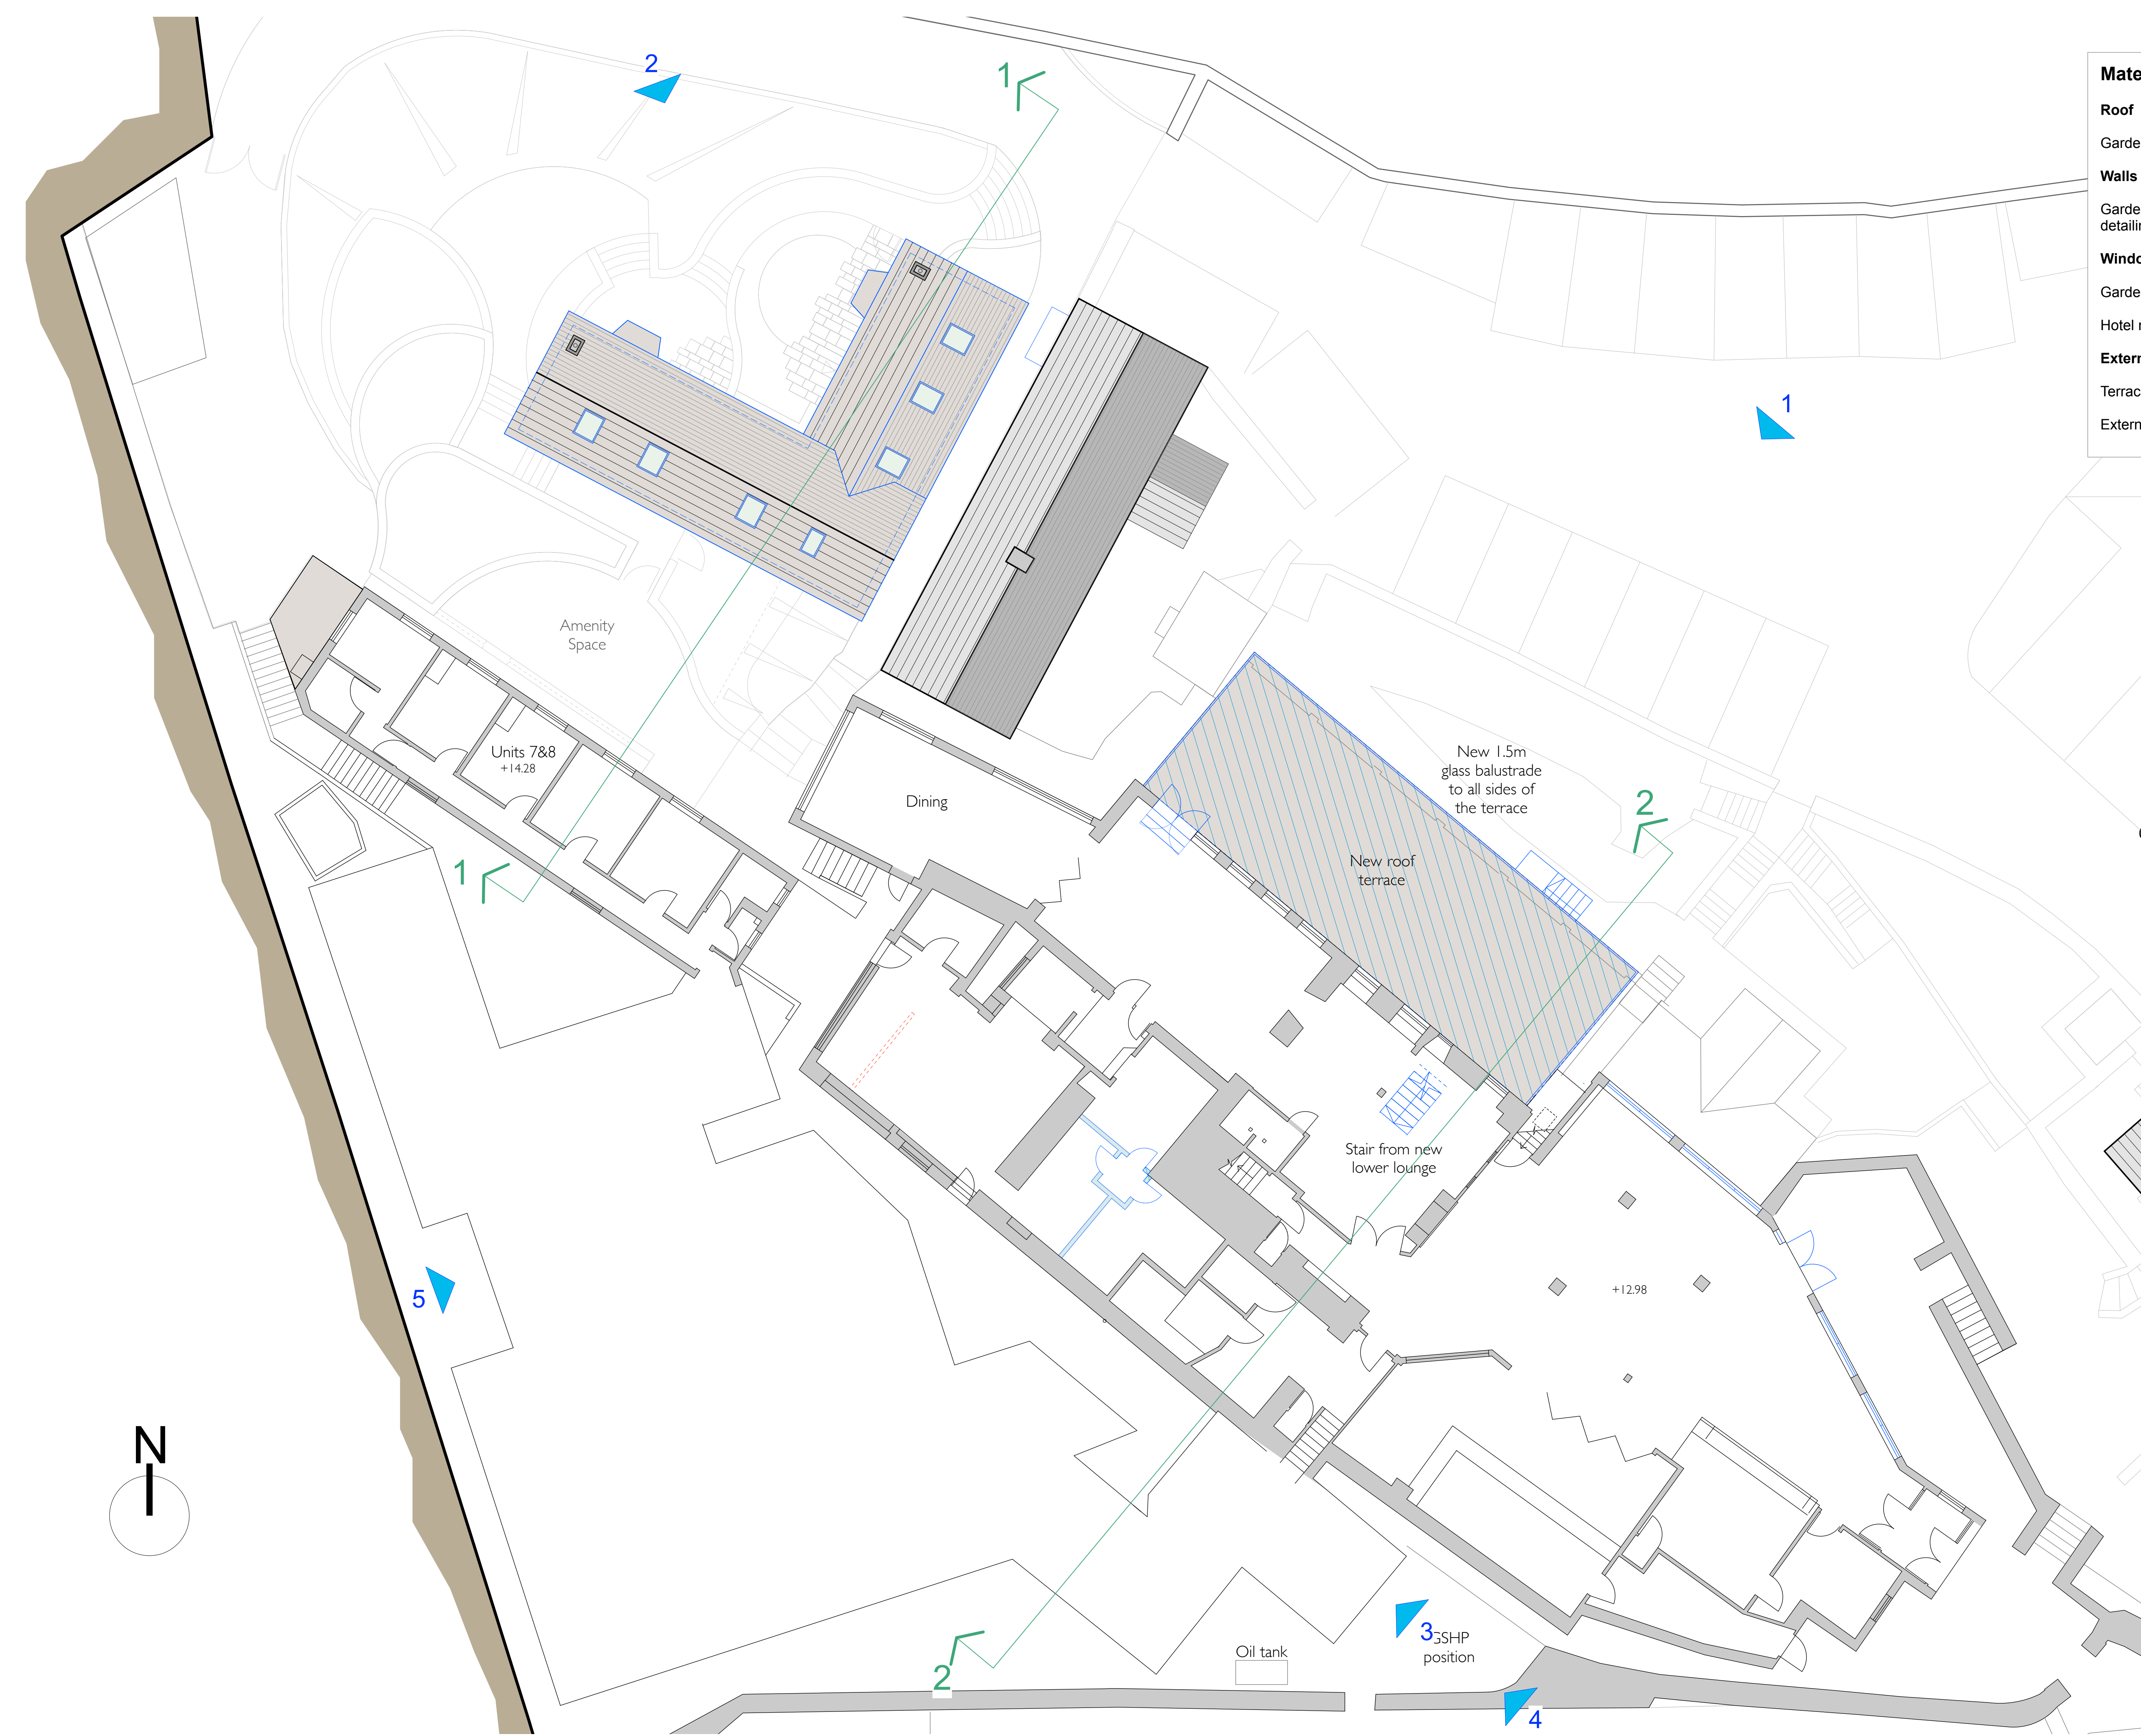 2
1
Mate
Roof
Garde
Walls
Garde
detailin
Windo
Garde
Hotel r
Extern
Terrac
Extern
1
Amenity
Space
Units 7&8
+14.28
Dining
New 1.5m
glass balustrade
to all sides of
the terrace
2
New roof
terrace
1
Stair from new
lower lounge
+12.98
5
N
3
GSHP
position
Oil tank
2
4